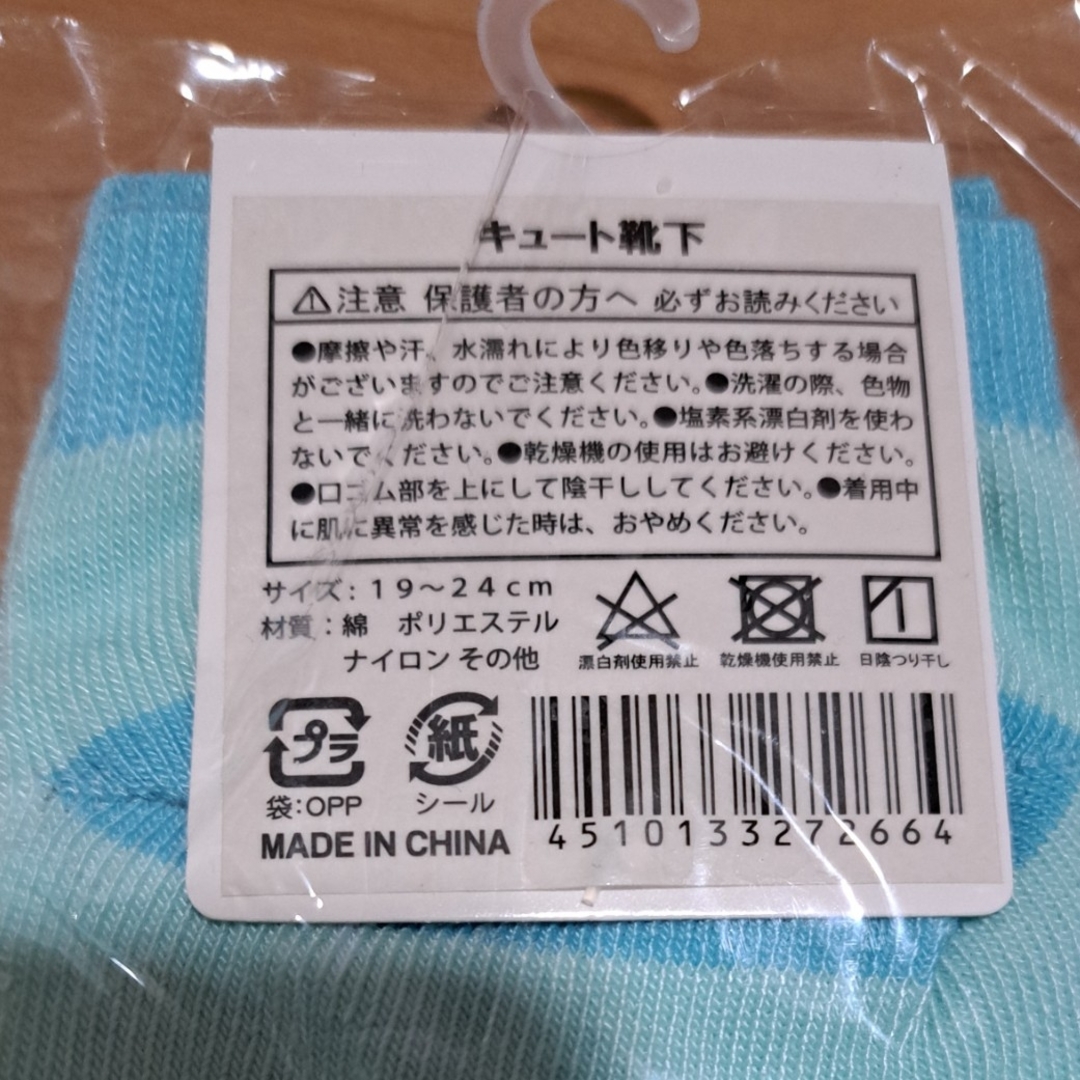 キュート靴下
⚠注意 保護者の方へ 必ずお読みください
●摩擦や汗、水濡れにより色移りや色落ちする場合
がございますのでご注意ください。●洗濯の際、色物
と一緒に洗わないでください。●塩素系漂白剤を使わ
ないでください。●乾燥機の使用はお避けください。
●口ゴム部を上にして陰干ししてください。●着用中
に肌に異常を感じた時は、おやめください。
サイズ:19〜24cm
材質:綿 ポリエステル
ナイロン その他
漂白剤使用禁止 乾燥機使用禁止 日陰つり干し
プラ 紙
袋:OPP シール
MADE IN CHINA
4510133272664